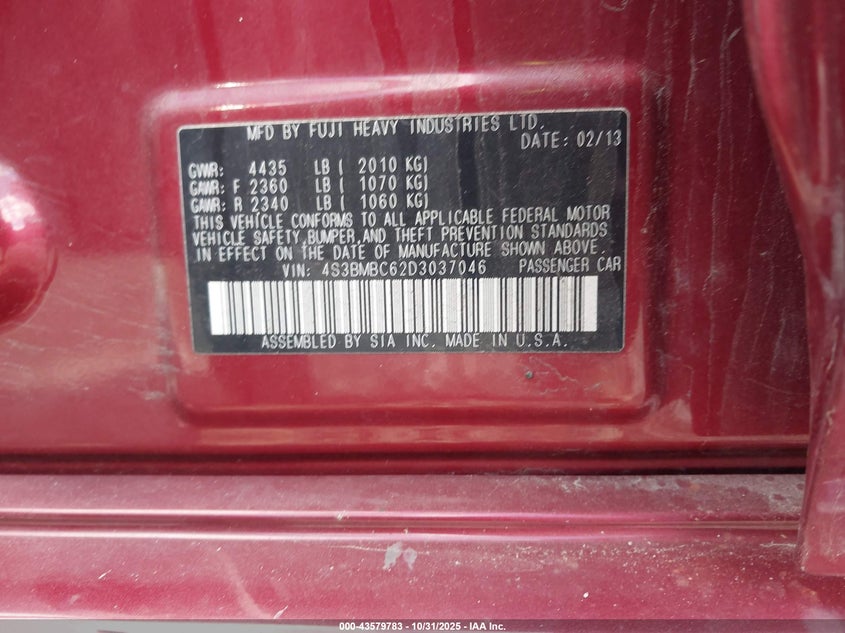 MFD BY FUJI HEAVY INDUSTRIES LTD.
DATE: 02/13
GVWR: 4435 LB ( 2010 KG)
GAWR: F 2360 LB ( 1070 KG)
GAWR: R 2340 LB ( 1060 KG)
THIS VEHICLE CONFORMS TO ALL APPLICABLE FEDERAL MOTOR
VEHICLE SAFETY,BUMPER,AND THEFT PREVENTION STANDARDS
IN EFFECT ON THE DATE OF MANUFACTURE SHOWN ABOVE.
VIN: 4S3BMBC62D3037046 PASSENGER CAR
ASSEMBLED BY SIA INC. MADE IN U.S.A.
000-43579783 - 10/31/2025 - IAA Inc.